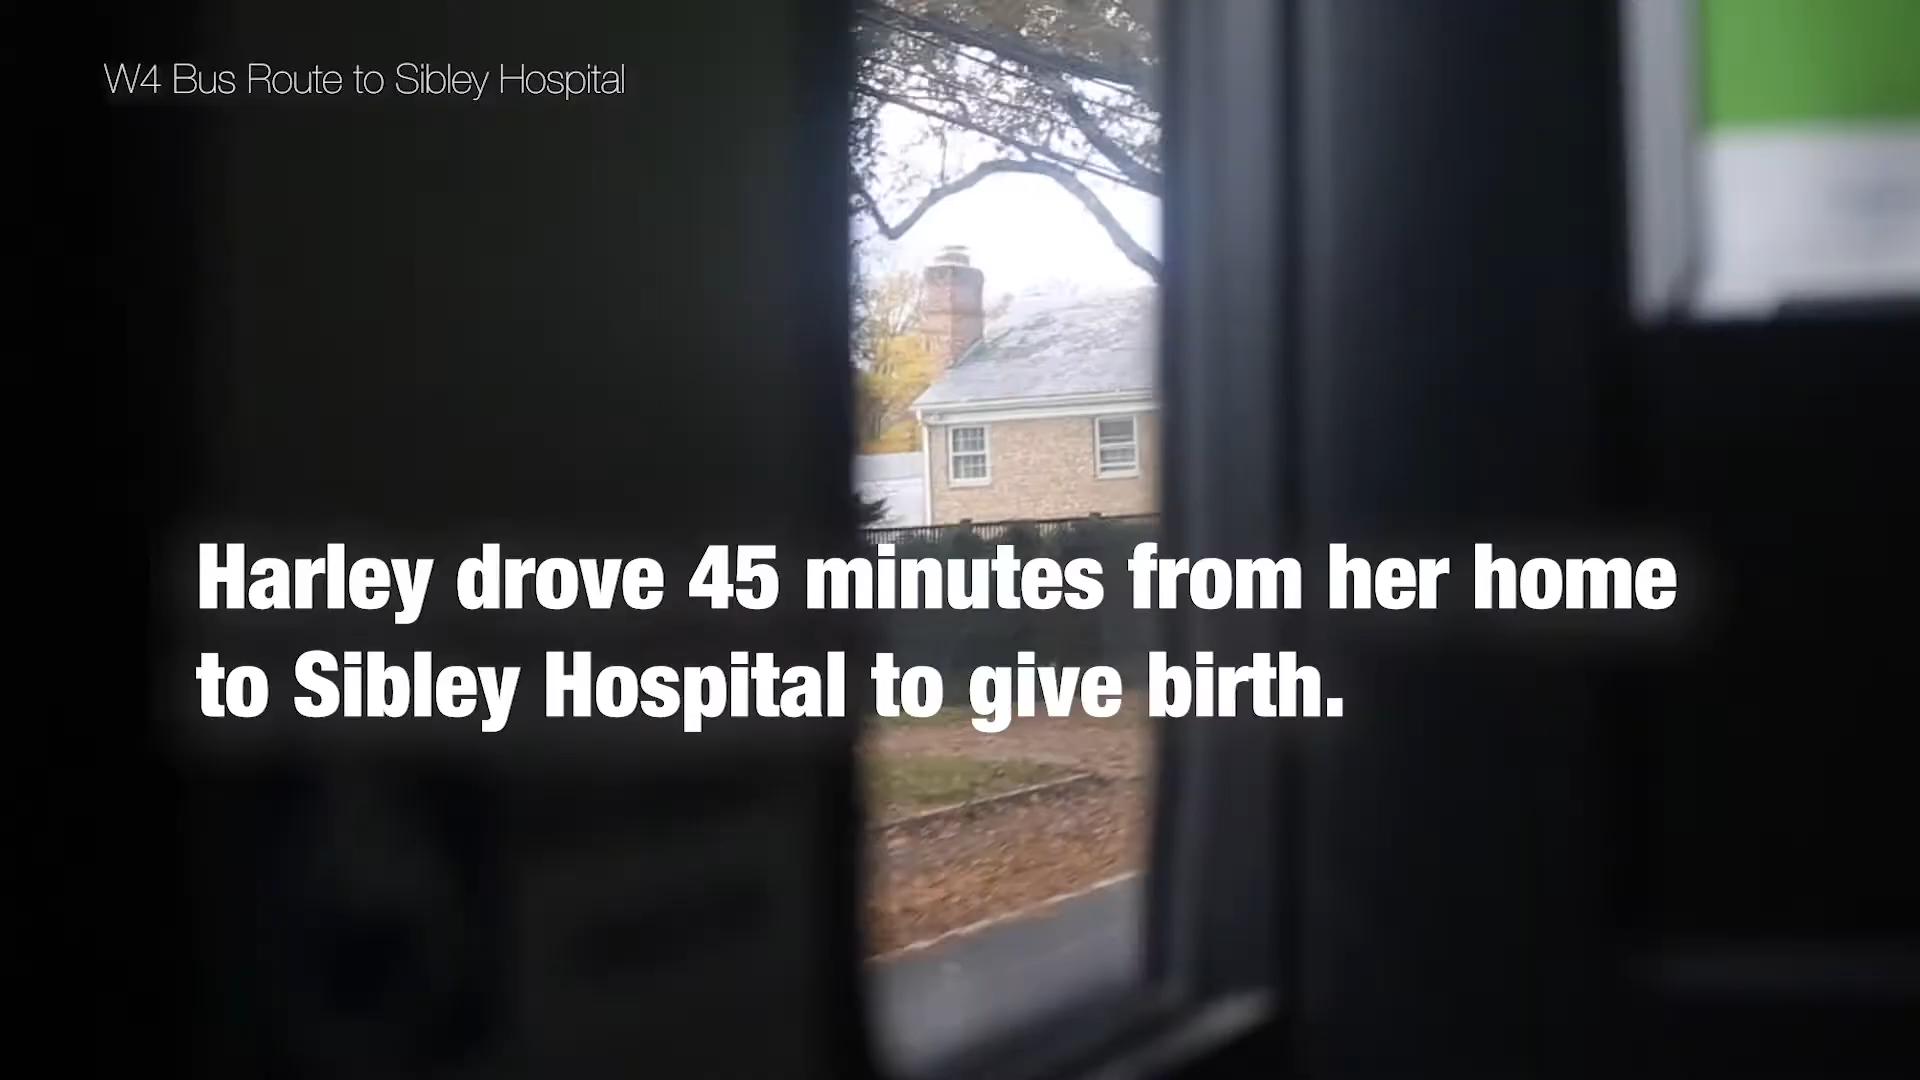 W4 Bus Route to Sibley Hospital
Harley drove 45 minutes from her home
to Sibley Hospital to give birth.